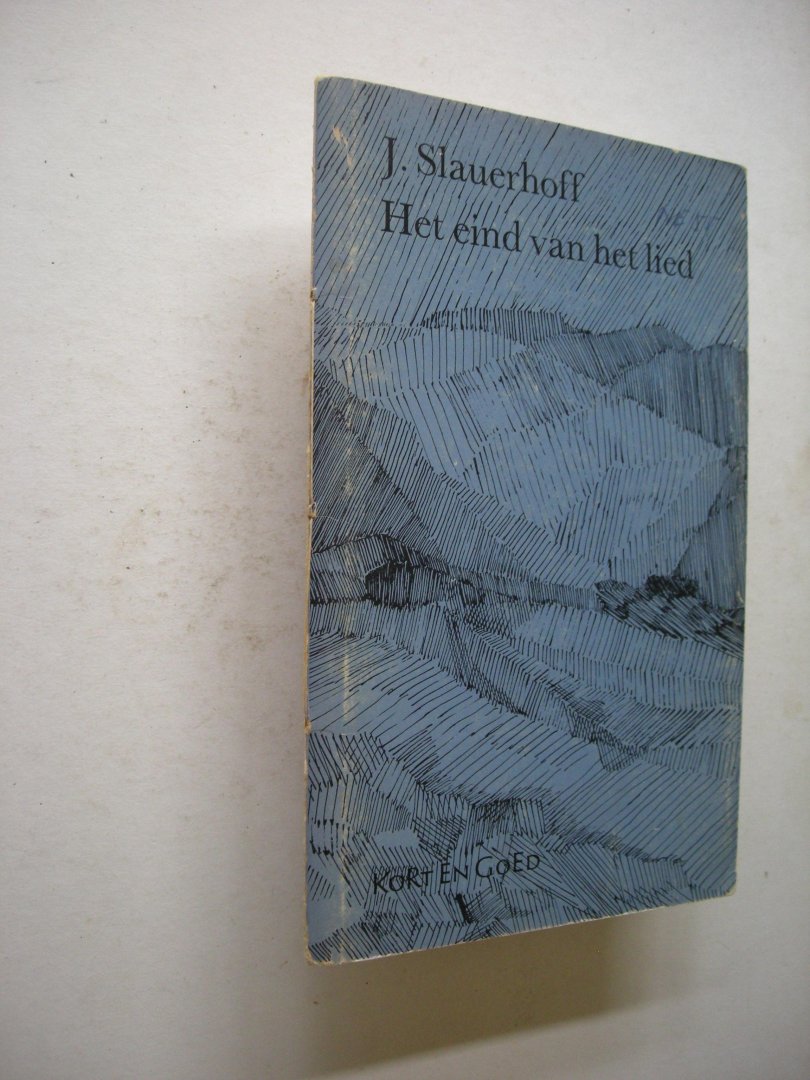 J. Slauerhoff
Het eind van het lied
KORT EN GOED